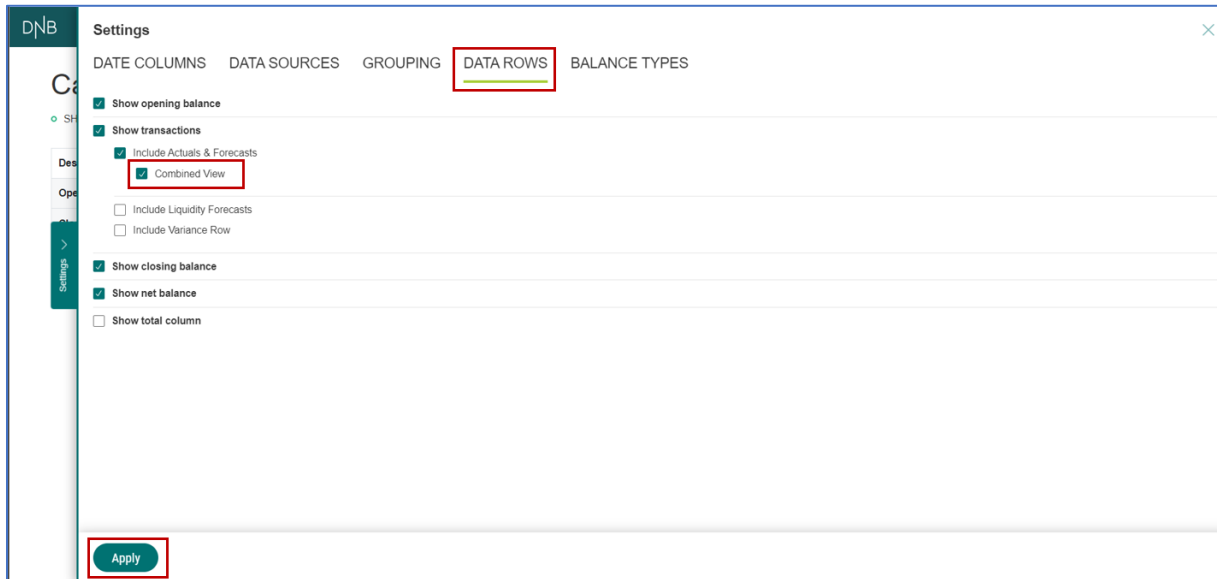 DNB
Settings
DATE COLUMNS DATA SOURCES GROUPING DATA ROWS BALANCE TYPES
Ca
SH
Show opening balance
Show transactions
Des
Include Actuals & Forecasts
Combined View
Ope
Include Liquidity Forecasts
Include Variance Row
Settings
Show closing balance
Show net balance
Show total column
Apply